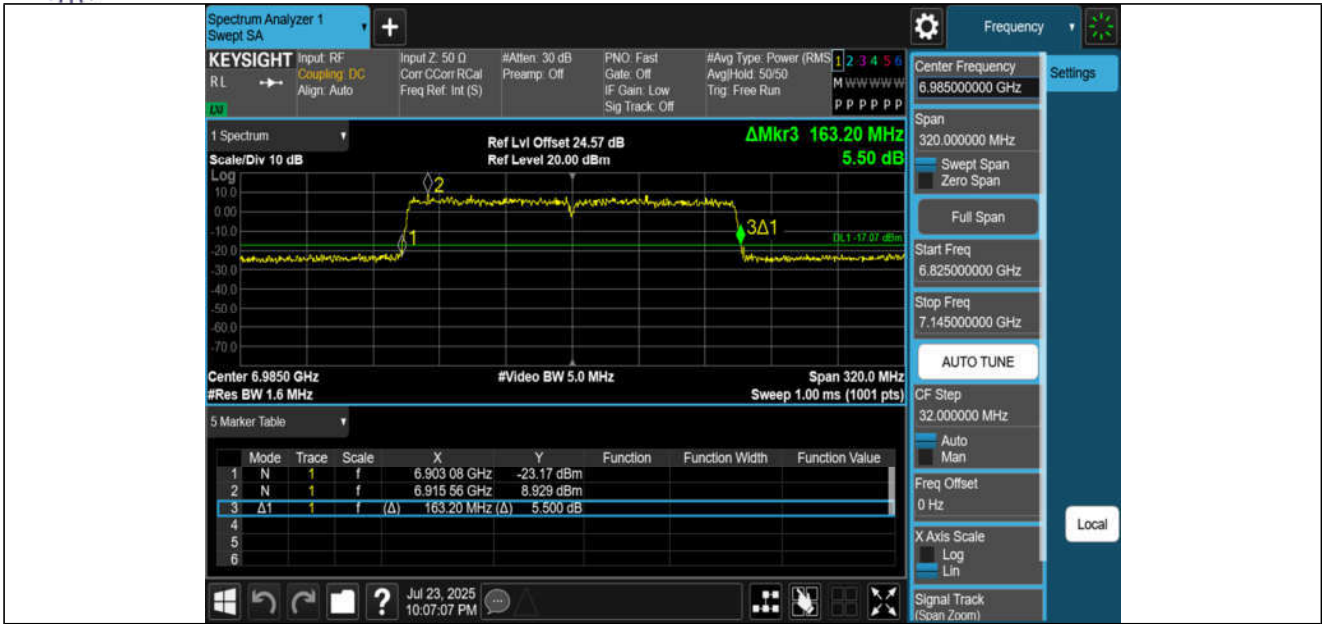 Spectrum Analyzer 1
Swept SA
+
Frequency
KEYSIGHT
RL
LXI
Input: RF
Coupling: DC
Align: Auto
Input Z: 50 Ω
Corr CCorr RCal
Freq Ref: Int (S)
#Atten: 30 dB
Preamp: Off
PNO: Fast
Gate: Off
IF Gain: Low
Sig Track: Off
#Avg Type: Power (RMS
Avg|Hold: 50/50
Trig: Free Run
1 2 3 4 5 6
M W W W W W
P P P P P P
1 Spectrum
Scale/Div 10 dB
Ref Lvl Offset 24.57 dB
Ref Level 20.00 dBm
ΔMkr3 163.20 MHz
5.50 dB
Log
10.0
0.00
-10.0
-20.0
-30.0
-40.0
-50.0
-60.0
-70.0
2
1
3Δ1
DL1 -17.07 dBm
Center 6.9850 GHz
#Video BW 5.0 MHz
Span 320.0 MHz
#Res BW 1.6 MHz
Sweep 1.00 ms (1001 pts)
5 Marker Table
Mode Trace Scale X Y Function Function Width Function Value
1 N 1 f 6.903 08 GHz -23.17 dBm
2 N 1 f 6.915 56 GHz 8.929 dBm
3 Δ1 1 f (Δ) 163.20 MHz (Δ) 5.500 dB
4
5
6
?
Jul 23, 2025
10:07:07 PM
Center Frequency
6.985000000 GHz
Span
320.000000 MHz
Swept Span
Zero Span
Full Span
Start Freq
6.825000000 GHz
Stop Freq
7.145000000 GHz
AUTO TUNE
CF Step
32.000000 MHz
Auto
Man
Freq Offset
0 Hz
X Axis Scale
Log
Lin
Signal Track
(Span Zoom)
Settings
Local